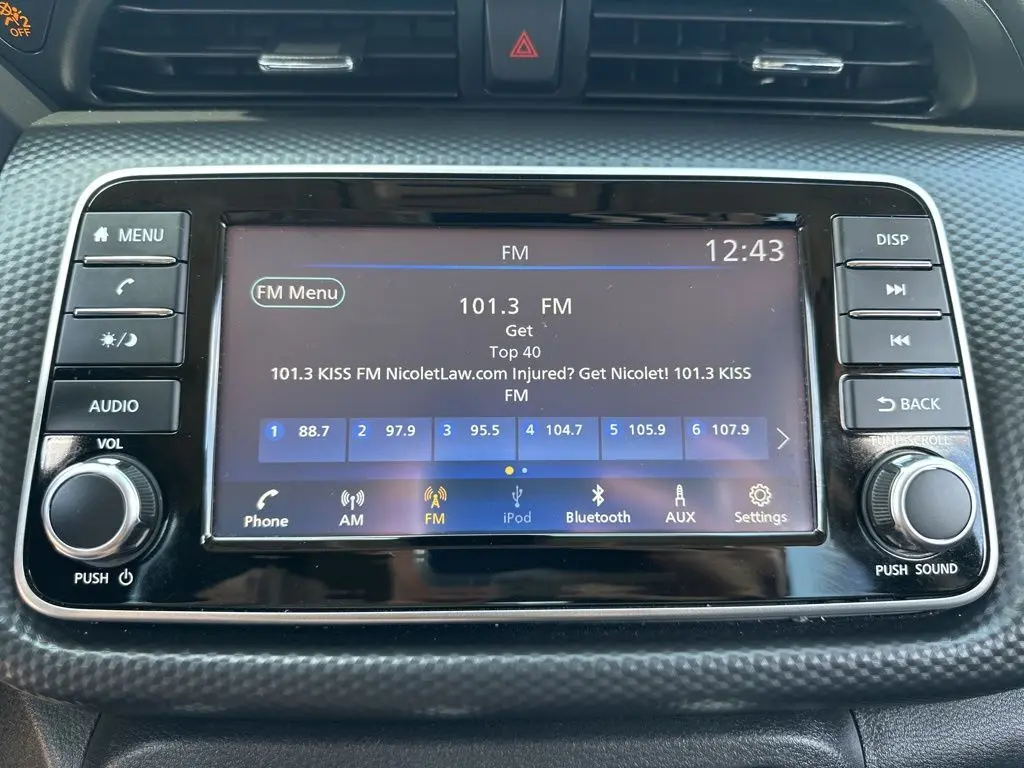 2
OFF
MENU
AUDIO
VOL
PUSH
FM
12:43
FM Menu
101.3 FM
Get
Top 40
101.3 KISS FM NicoletLaw.com Injured? Get Nicolet! 101.3 KISS
FM
1 88.7 2 97.9 3 95.5 4 104.7 5 105.9 6 107.9
Phone AM FM iPod Bluetooth AUX Settings
DISP
BACK
TUNE·SCROLL
PUSH SOUND